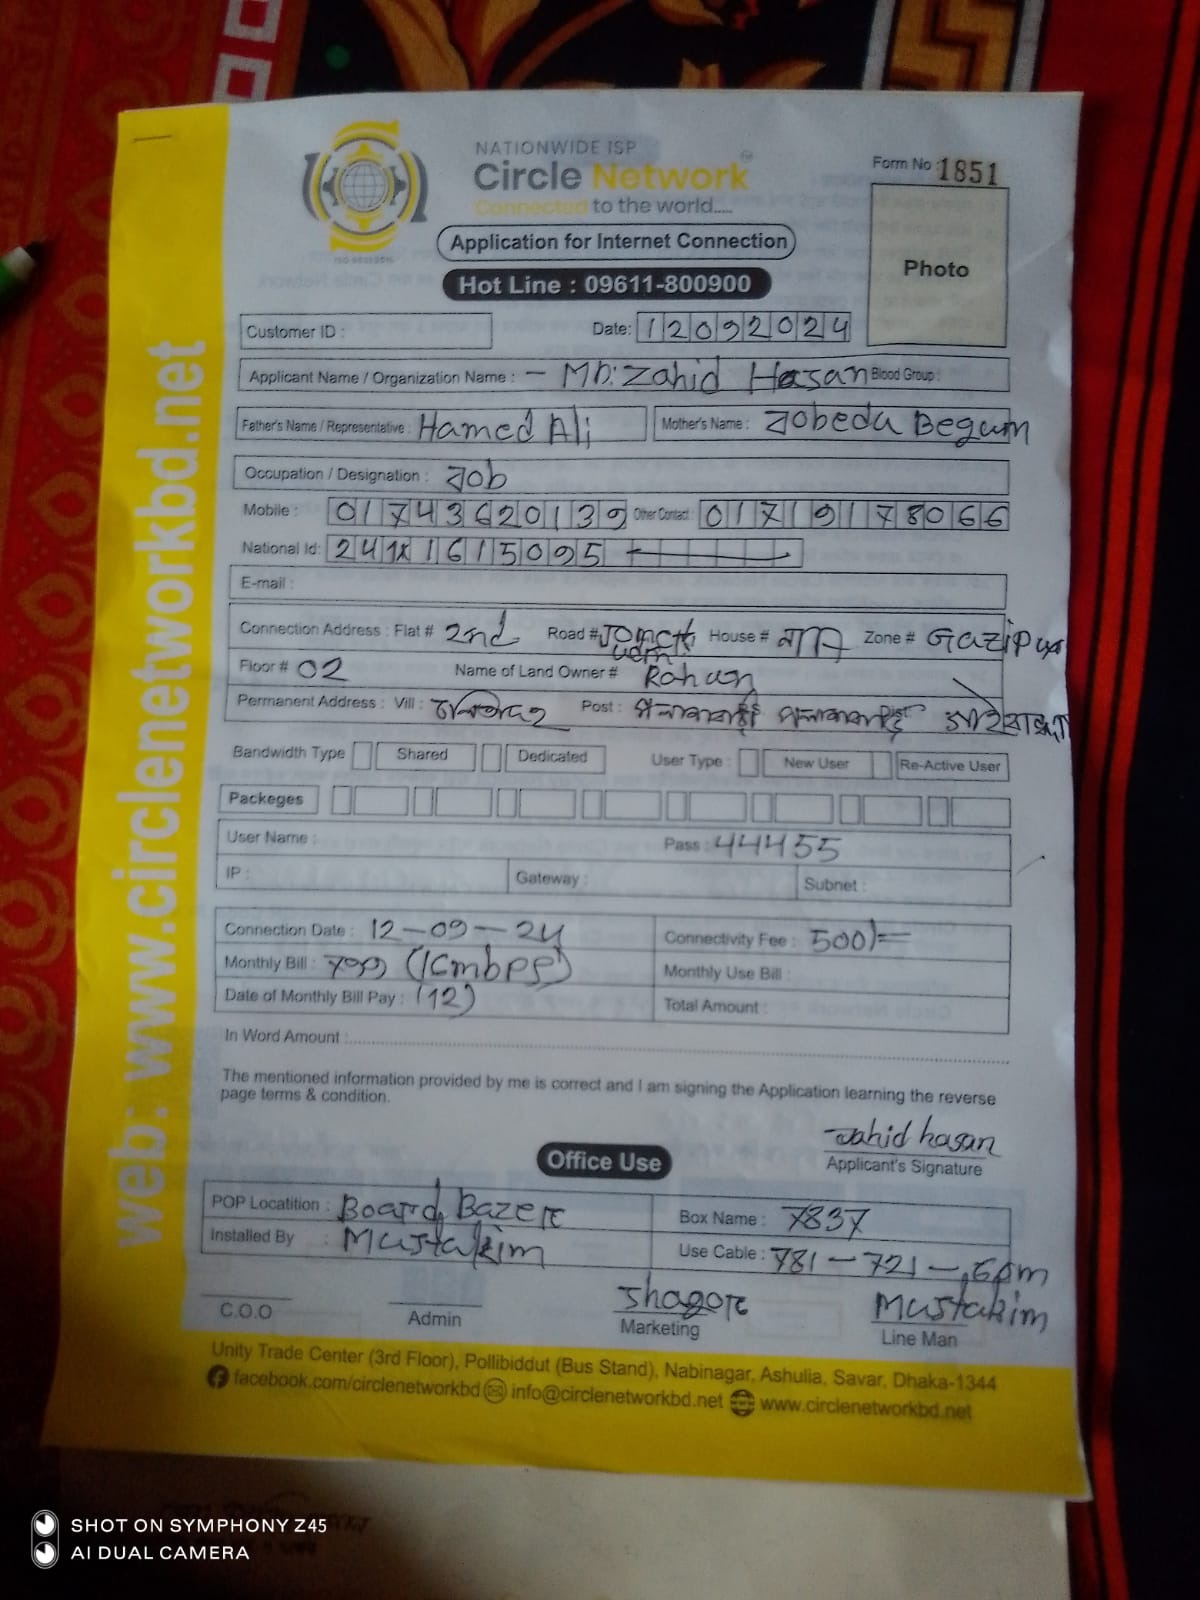 NATIONWIDE ISP
Circle Network
Connected to the world.....
Form No : 1851
Application for Internet Connection
Photo
Hot Line : 09611-800900
Customer ID :
Date: 12092024
Applicant Name / Organization Name : - MD: Zahid Hasan Blood Group :
Father's Name / Representative : Hamed Ali Mother's Name : Jobeda Begum
Occupation / Designation : Job
Mobile : 01743620139 Other Contact : 01719178066
National Id: 1615095
E-mail :
Connection Address : Flat # 2nd Road # House # Zone # Gazipur
Floor # 02 Name of Land Owner #
Permanent Address : Vill : Post : Dist
Bandwidth Type Shared Dedicated User Type : New User Re-Active User
Packeges
User Name : Pass : 44455
IP : Gateway : Subnet :
Connection Date : 12-09-24 Connectivity Fee : 500/=
Monthly Bill : (16mbps) Monthly Use Bill :
Date of Monthly Bill Pay : (12) Total Amount :
In Word Amount :
The mentioned information provided by me is correct and I am signing the Application learning the reverse
page terms & condition.
Jahid hasan
Applicant's Signature
Office Use
POP Locatition : Board Bazer Box Name : 7837
Installed By : Mustakim Use Cable : 781-721-
Shagor Mustakim
C.O.O Admin Marketing Line Man
Unity Trade Center (3rd Floor), Pollibiddut (Bus Stand), Nabinagar, Ashulia, Savar, Dhaka-1344
facebook.com/circlenetworkbd info@circlenetworkbd.net www.circlenetworkbd.net
web: www.circlenetworkbd.net
SHOT ON SYMPHONY Z45
AI DUAL CAMERA